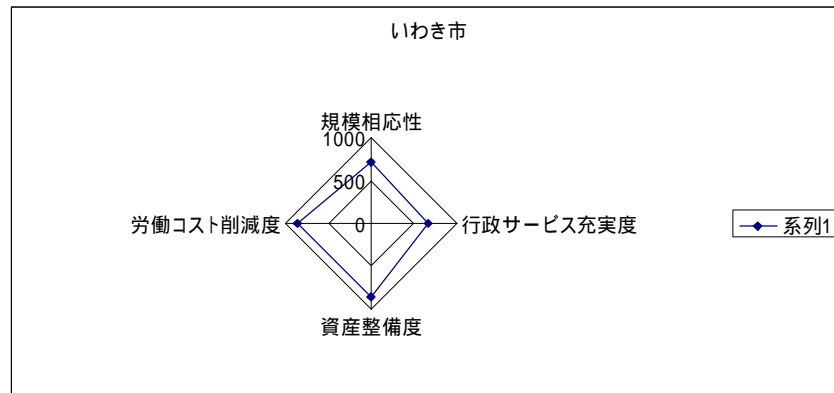 いわき市
規模相応性
1000
500
0
労働コスト削減度
行政サービス充実度
系列1
資産整備度